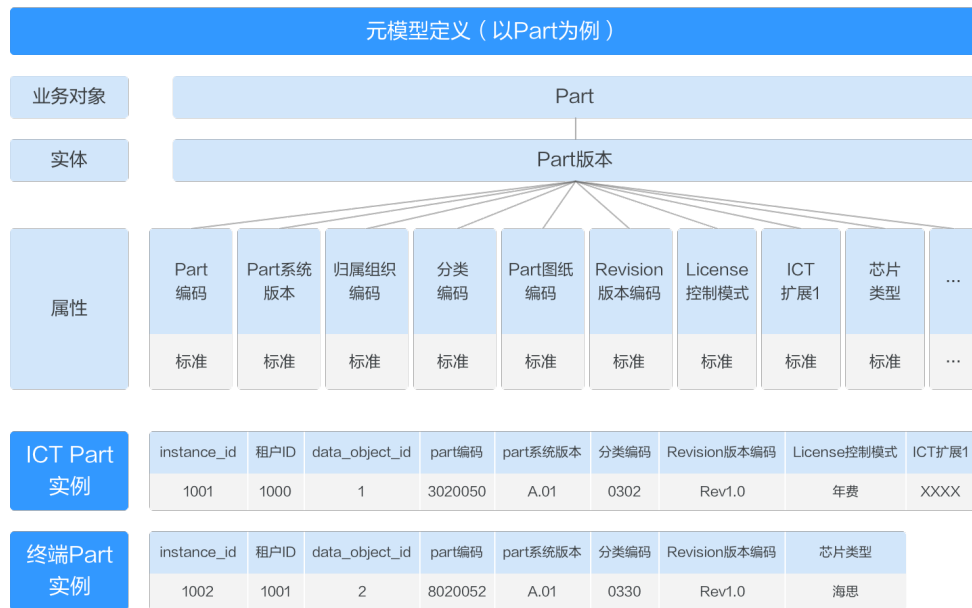 元模型定义（以Part为例）
业务对象
Part
实体
Part版本
属性
Part
编码
标准
Part系统
版本
标准
归属组织
编码
标准
分类
编码
标准
Part图纸
编码
标准
Revision
版本编码
标准
License
控制模式
标准
ICT
扩展1
标准
芯片
类型
标准
...
...
ICT Part
实例
instance_id 租户ID data_object_id part编码 part系统版本 分类编码 Revision版本编码 License控制模式 ICT扩展1
1001 1000 1 3020050 A.01 0302 Rev1.0 年费 XXXX
终端Part
实例
instance_id 租户ID data_object_id part编码 part系统版本 分类编码 Revision版本编码 芯片类型
1002 1001 2 8020052 A.01 0330 Rev1.0 海思